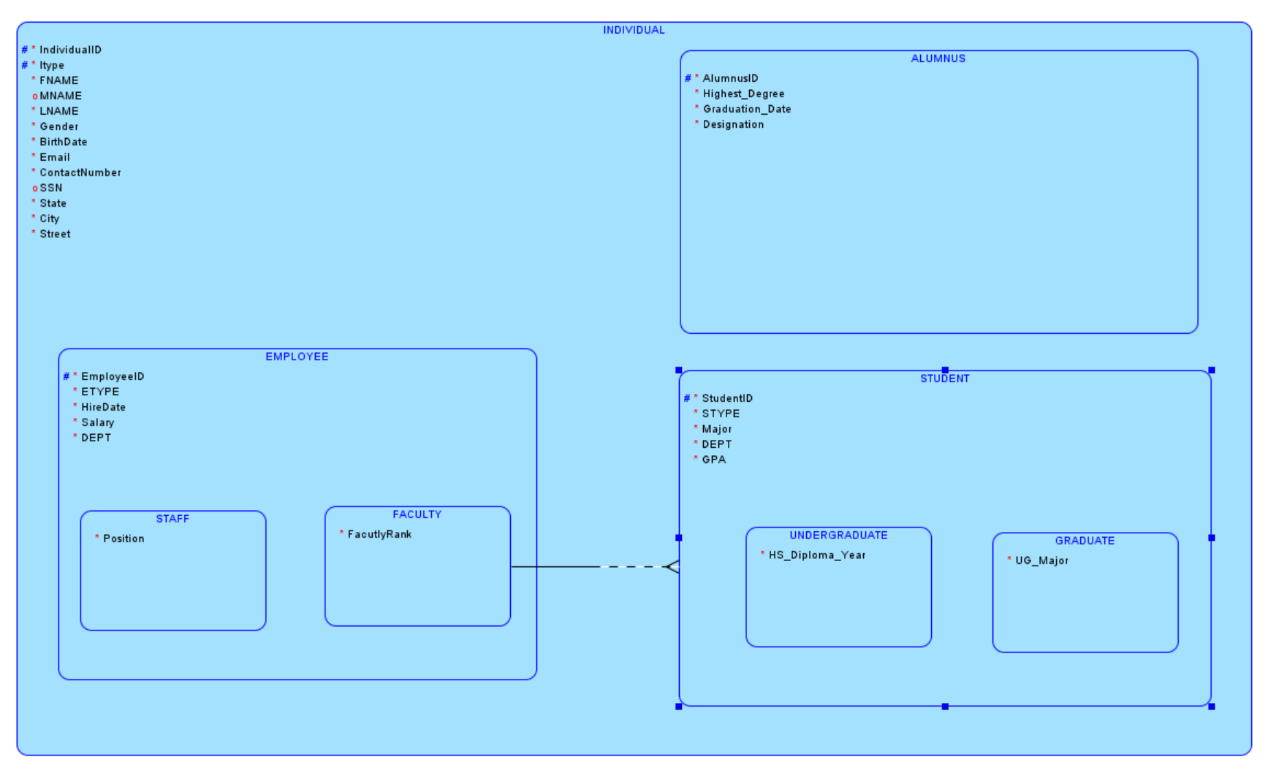 INDIVIDUAL
# * IndividualID
# * Itype
* FNAME
o MNAME
* LNAME
* Gender
* BirthDate
* Email
* ContactNumber
o SSN
* State
* City
* Street
ALUMNUS
# * AlumnusID
* Highest_Degree
* Graduation_Date
* Designation
EMPLOYEE
# * EmployeeID
* ETYPE
* HireDate
* Salary
* DEPT
STAFF
* Position
FACULTY
* FacutlyRank
STUDENT
# * StudentID
* STYPE
* Major
* DEPT
* GPA
UNDERGRADUATE
* HS_Diploma_Year
GRADUATE
* UG_Major